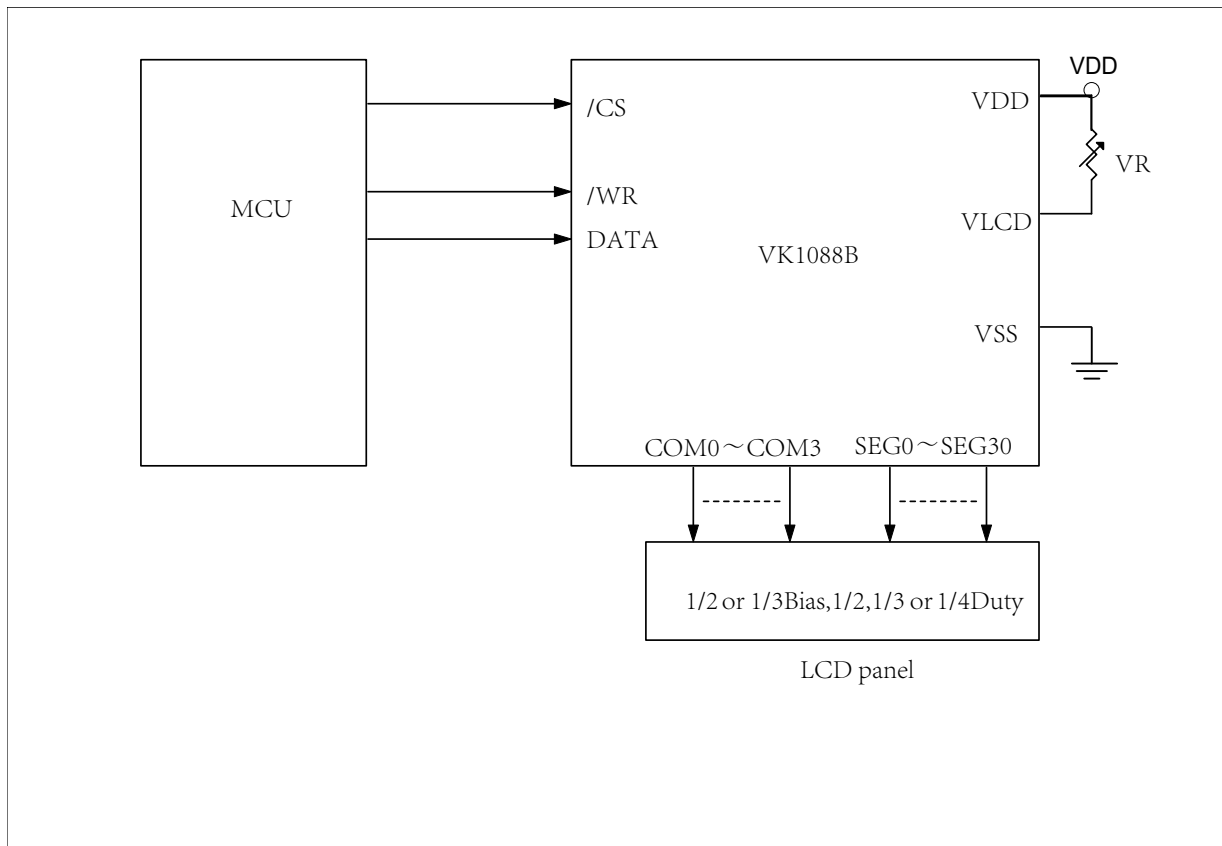 VDD
/CS
VDD
VR
MCU
/WR
VLCD
DATA
VK1088B
VSS
COM0～COM3 SEG0～SEG30
1/2 or 1/3Bias,1/2,1/3 or 1/4Duty
LCD panel